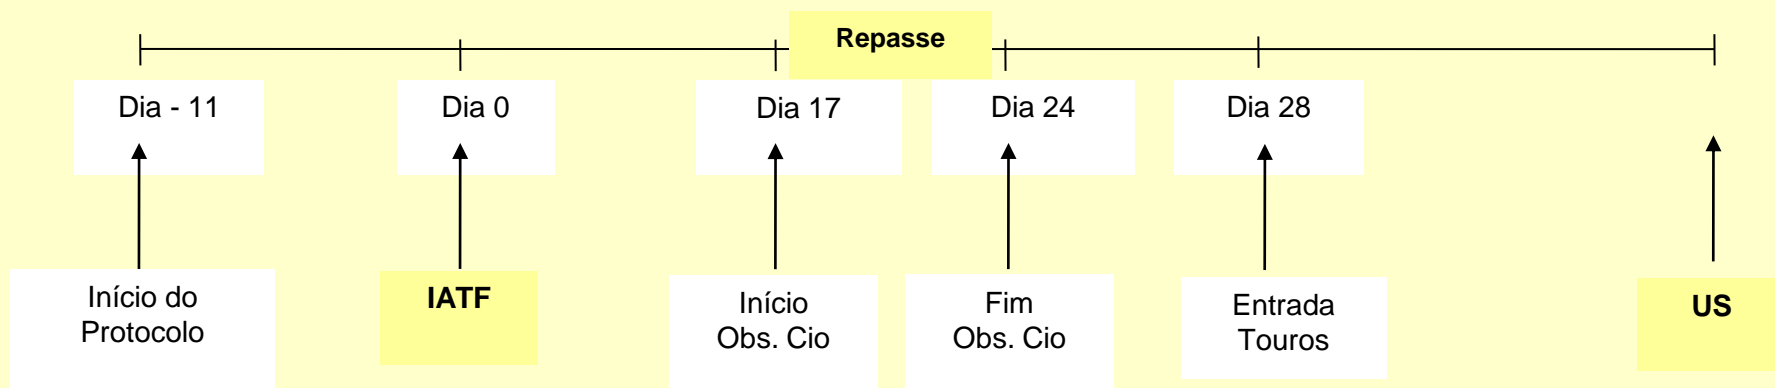 Repasse
Dia - 11
Dia 0
Dia 17
Dia 24
Dia 28
Início do
Protocolo
IATF
Início
Obs. Cio
Fim
Obs. Cio
Entrada
Touros
US